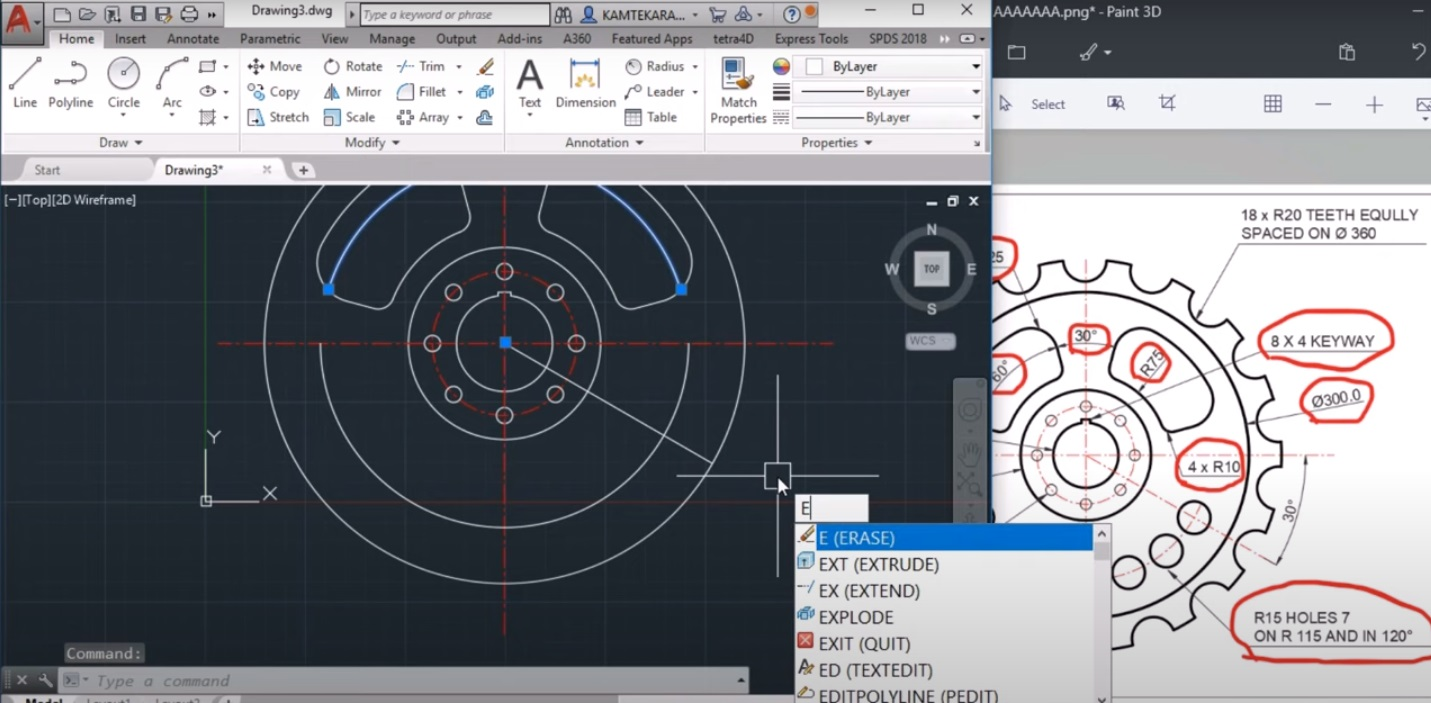 Drawing3.dwg
Type a keyword or phrase
KAMTEKARA...
AAAAAAA.png* - Paint 3D
Home Insert Annotate Parametric View Manage Output Add-ins A360 Featured Apps tetra4D Express Tools SPDS 2018
Line Polyline Circle Arc
Move Rotate Trim
Copy Mirror Fillet
Stretch Scale Array
Text Dimension
Radius
Leader
Table
Match
Properties
ByLayer
ByLayer
ByLayer
Select
Draw Modify Annotation Properties
Start Drawing3*
[−][Top][2D Wireframe]
N
W TOP E
S
WCS
Y
X
E
E (ERASE)
EXT (EXTRUDE)
EX (EXTEND)
EXPLODE
EXIT (QUIT)
ED (TEXTEDIT)
EDITPOLYLINE (PEDIT)
Command:
Type a command
Model Layout1 Layout2
18 x R20 TEETH EQULLY
SPACED ON Ø 360
25
30°
8 X 4 KEYWAY
60°
R75
Ø300.0
4 x R10
30°
R15 HOLES 7
ON R 115 AND IN 120°